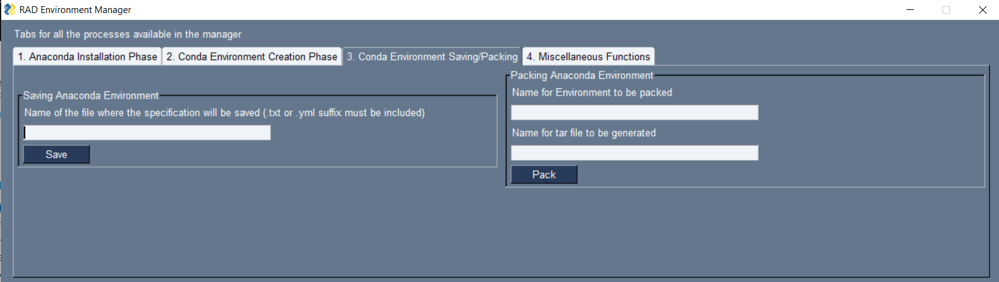 RAD Environment Manager
Tabs for all the processes available in the manager
1. Anaconda Installation Phase
2. Conda Environment Creation Phase
3. Conda Environment Saving/Packing
4. Miscellaneous Functions
Saving Anaconda Environment
Name of the file where the specification will be saved (.txt or .yml suffix must be included)
Save
Packing Anaconda Environment
Name for Environment to be packed
Name for tar file to be generated
Pack